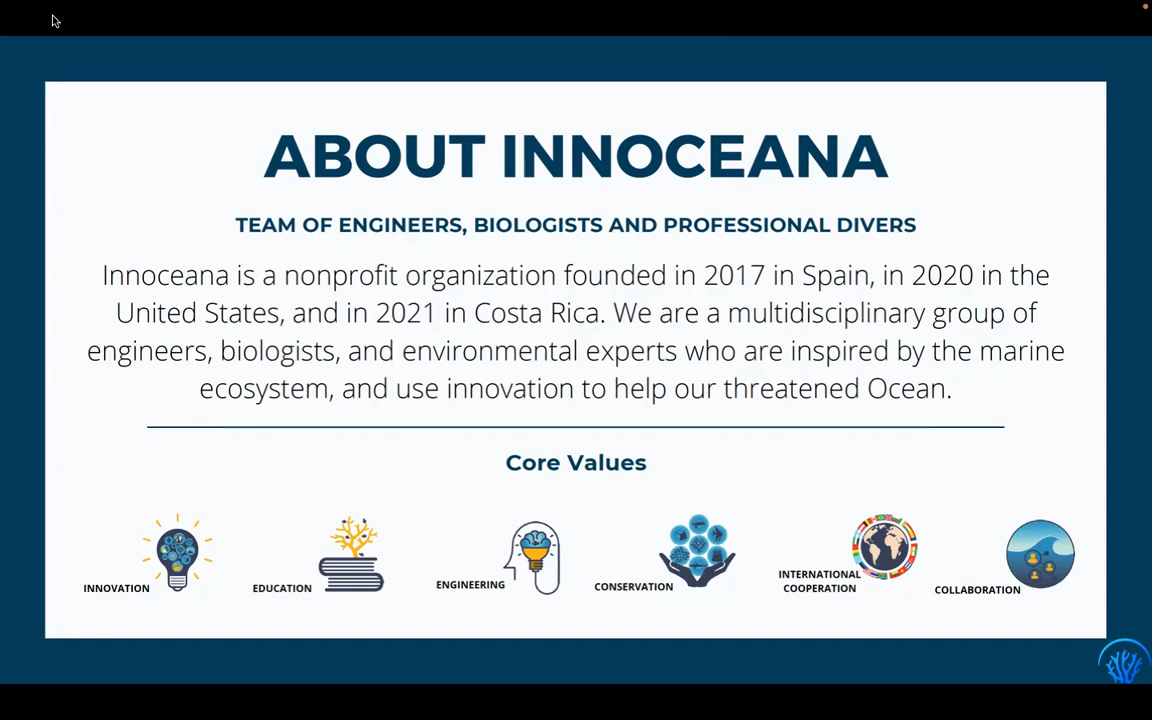 ABOUT INNOCEANA
TEAM OF ENGINEERS, BIOLOGISTS AND PROFESSIONAL DIVERS
Innoceana is a nonprofit organization founded in 2017 in Spain, in 2020 in the
United States, and in 2021 in Costa Rica. We are a multidisciplinary group of
engineers, biologists, and environmental experts who are inspired by the marine
ecosystem, and use innovation to help our threatened Ocean.
Core Values
INNOVATION
EDUCATION
ENGINEERING
CONSERVATION
INTERNATIONAL
COOPERATION
COLLABORATION